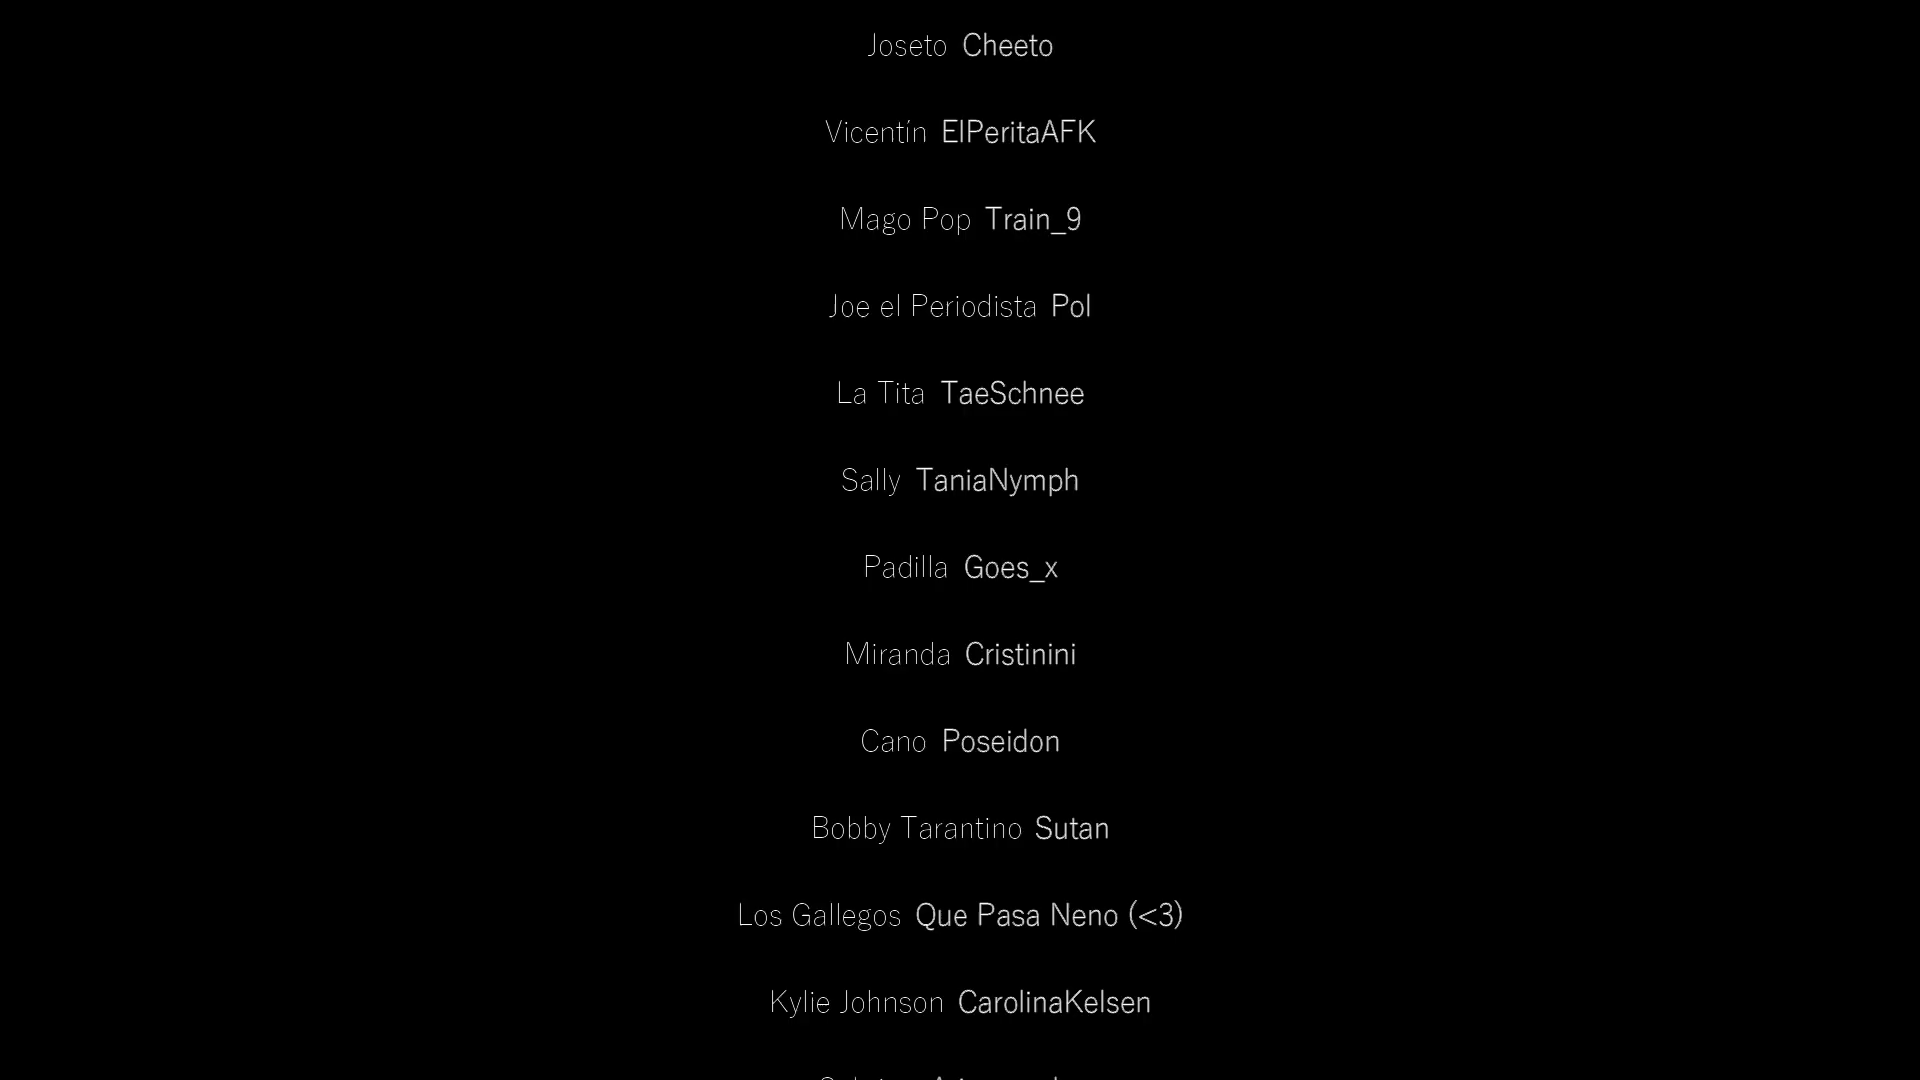 Joseto Cheeto
Vicentín ElPeritaAFK
Mago Pop Train_9
Joe el Periodista Pol
La Tita TaeSchnee
Sally TaniaNymph
Padilla Goes_x
Miranda Cristinini
Cano Poseidon
Bobby Tarantino Sutan
Los Gallegos Que Pasa Neno (<3)
Kylie Johnson CarolinaKelsen